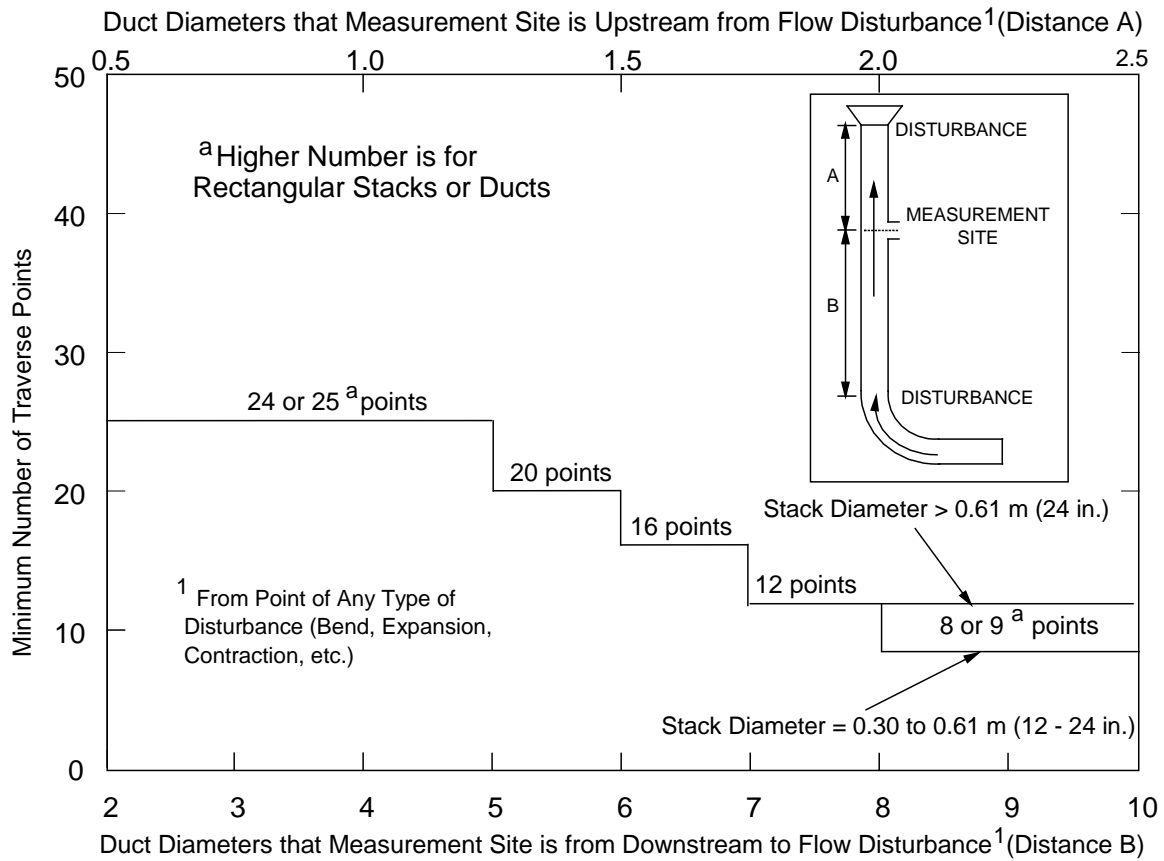 Duct Diameters that Measurement Site is Upstream from Flow Disturbance1(Distance A)
0.5 1.0 1.5 2.0 2.5
50
40
30
20
10
0
Minimum Number of Traverse Points
a Higher Number is for
Rectangular Stacks or Ducts
DISTURBANCE
A
MEASUREMENT
SITE
B
DISTURBANCE
24 or 25 a points
20 points
16 points
12 points
Stack Diameter > 0.61 m (24 in.)
8 or 9 a points
1 From Point of Any Type of
Disturbance (Bend, Expansion,
Contraction, etc.)
Stack Diameter = 0.30 to 0.61 m (12 - 24 in.)
2 3 4 5 6 7 8 9 10
Duct Diameters that Measurement Site is from Downstream to Flow Disturbance1(Distance B)